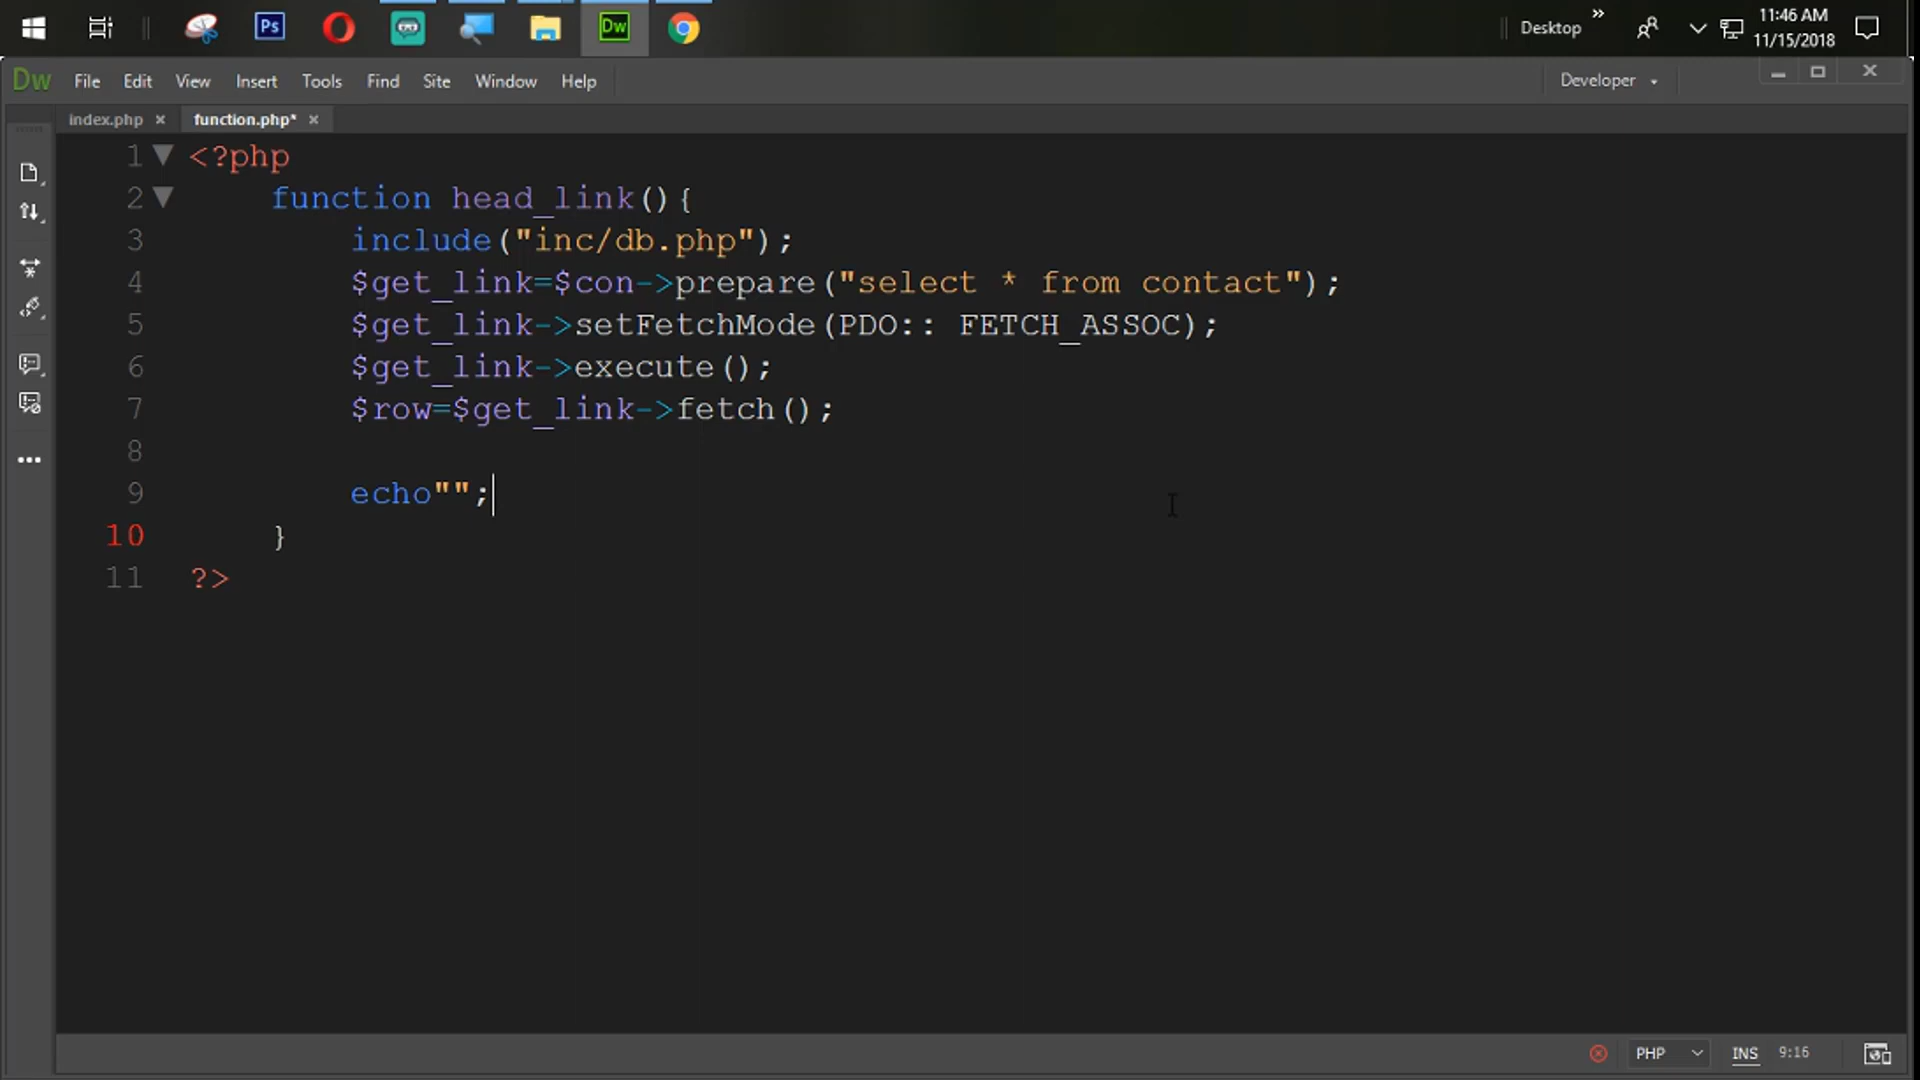 Ps
Dw
Desktop
»
11:46 AM
11/15/2018
Dw File Edit View Insert Tools Find Site Window Help
Developer
index.php × function.php* ×
1 <?php
2 function head_link(){
3 include("inc/db.php");
4 $get_link=$con->prepare("select * from contact");
5 $get_link->setFetchMode(PDO:: FETCH_ASSOC);
6 $get_link->execute();
7 $row=$get_link->fetch();
8
9 echo"";
10 }
11 ?>
PHP INS 9:16